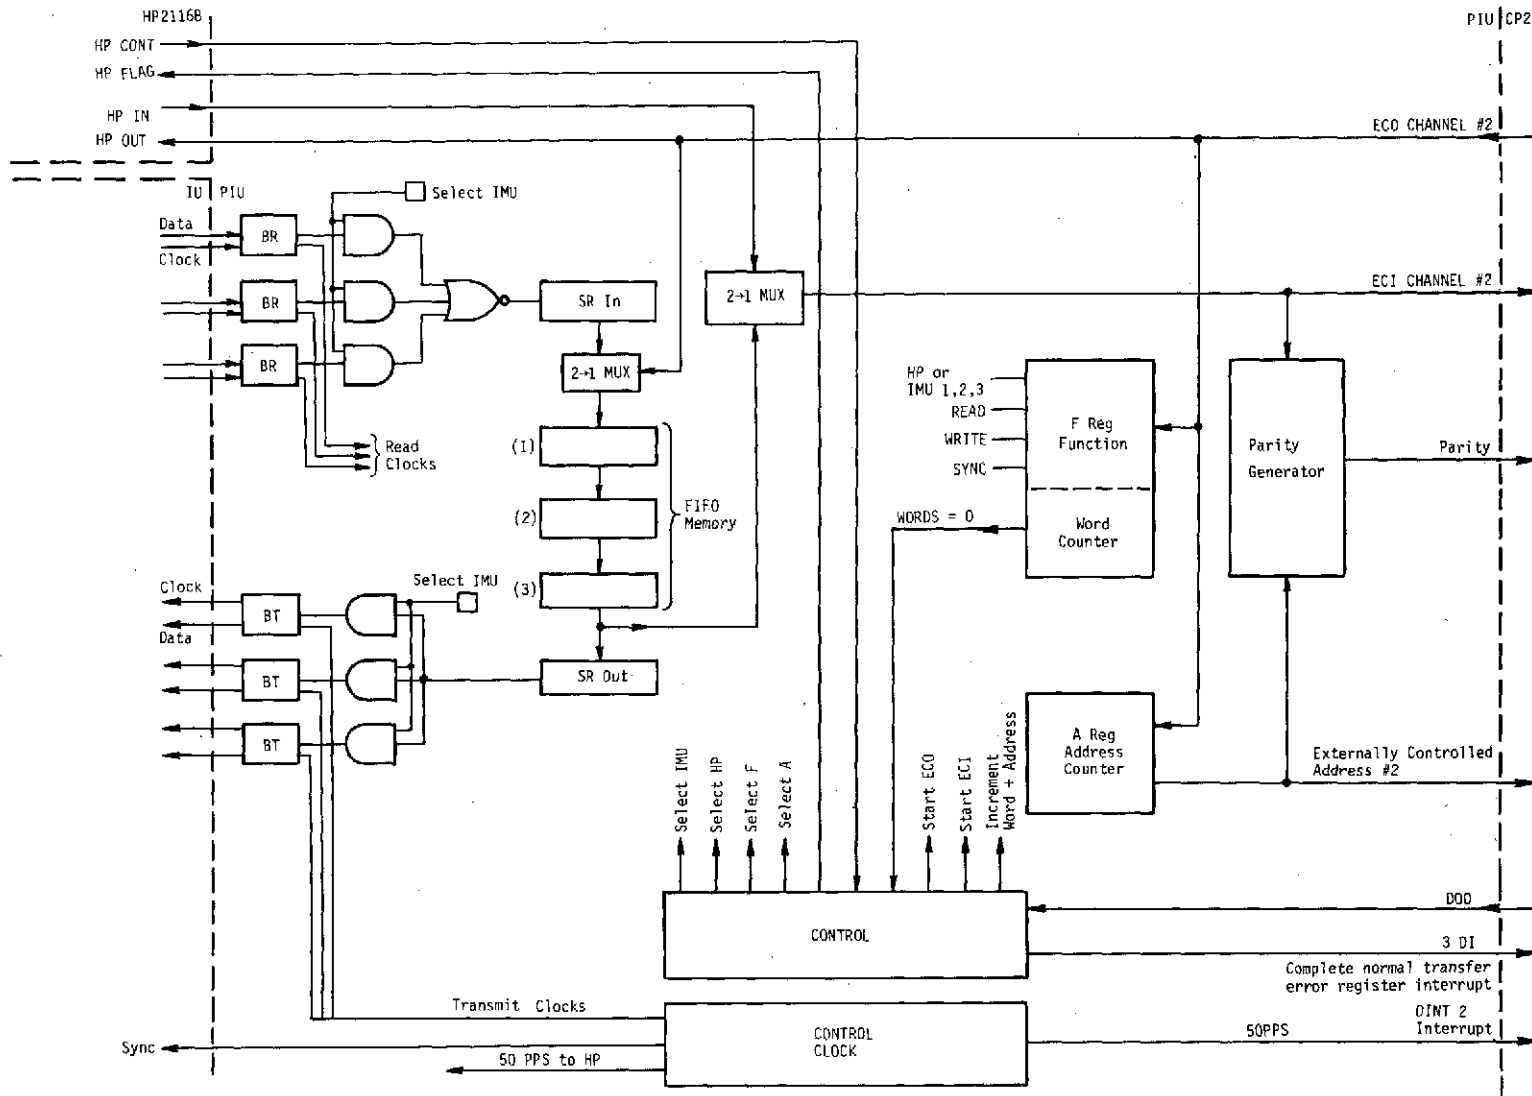 HP2116B
PIU CP2
HP CONT
HP FLAG
HP IN
HP OUT
ECO CHANNEL #2
IU PIU
Select IMU
Data
BR
Clock
BR
SR In
2→1 MUX
ECI CHANNEL #2
BR
2→1 MUX
HP or
IMU 1,2,3
READ
WRITE
SYNC
F Reg
Function
Parity
Generator
Parity
(1)
Read
Clocks
(2)
FIFO
Memory
WORDS = 0
Word
Counter
(3)
Select IMU
Clock
BT
Data
BT
SR Out
BT
A Reg
Address
Counter
Externally Controlled
Address #2
Select IMU
Select HP
Select F
Select A
Start ECO
Start ECI
Increment
Word + Address
CONTROL
DOO
3 DI
Complete normal transfer
error register interrupt
Transmit Clocks
CONTROL
CLOCK
DINT 2
Interrupt
50PPS
Sync
50 PPS to HP